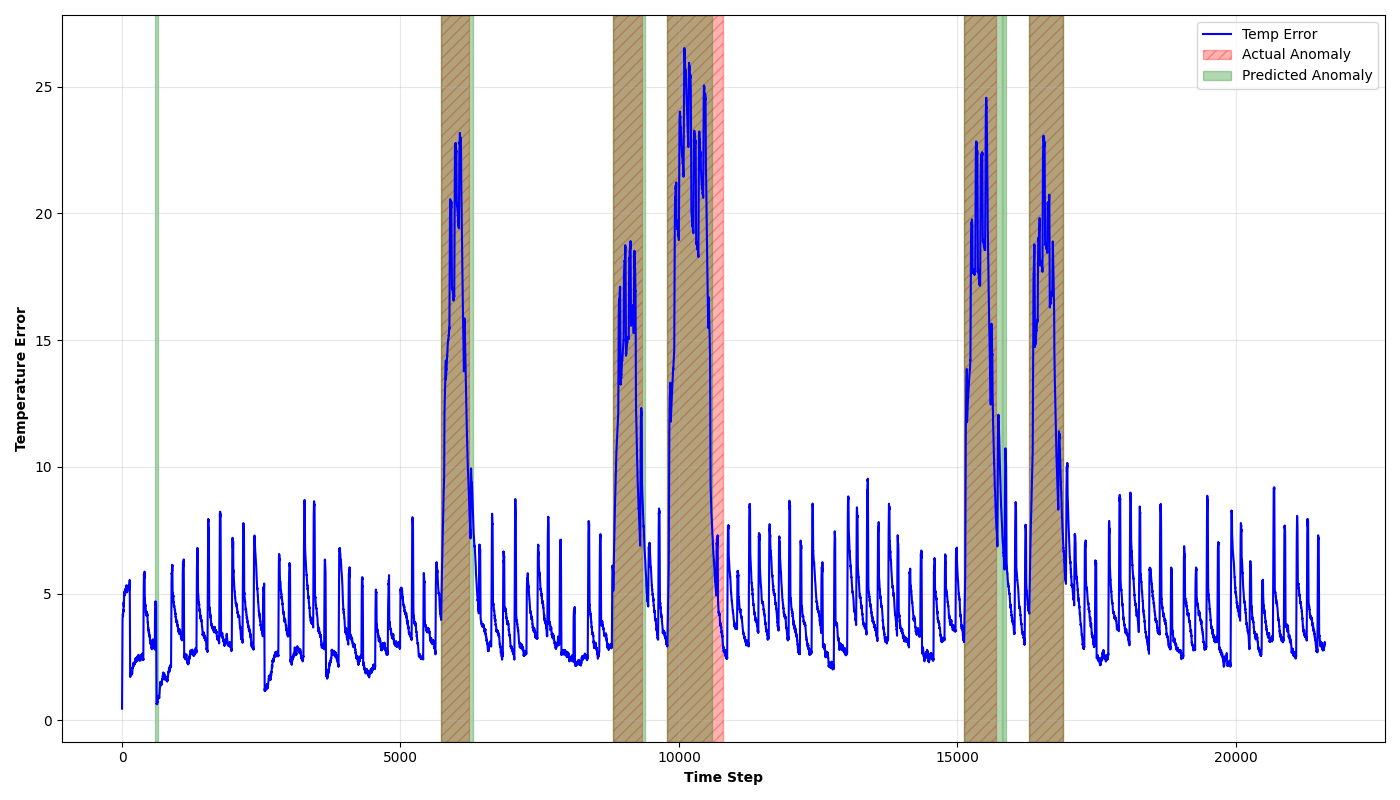 Temp Error
Actual Anomaly
Predicted Anomaly
25
20
15
10
5
0
Temperature Error
0 5000 10000 15000 20000
Time Step